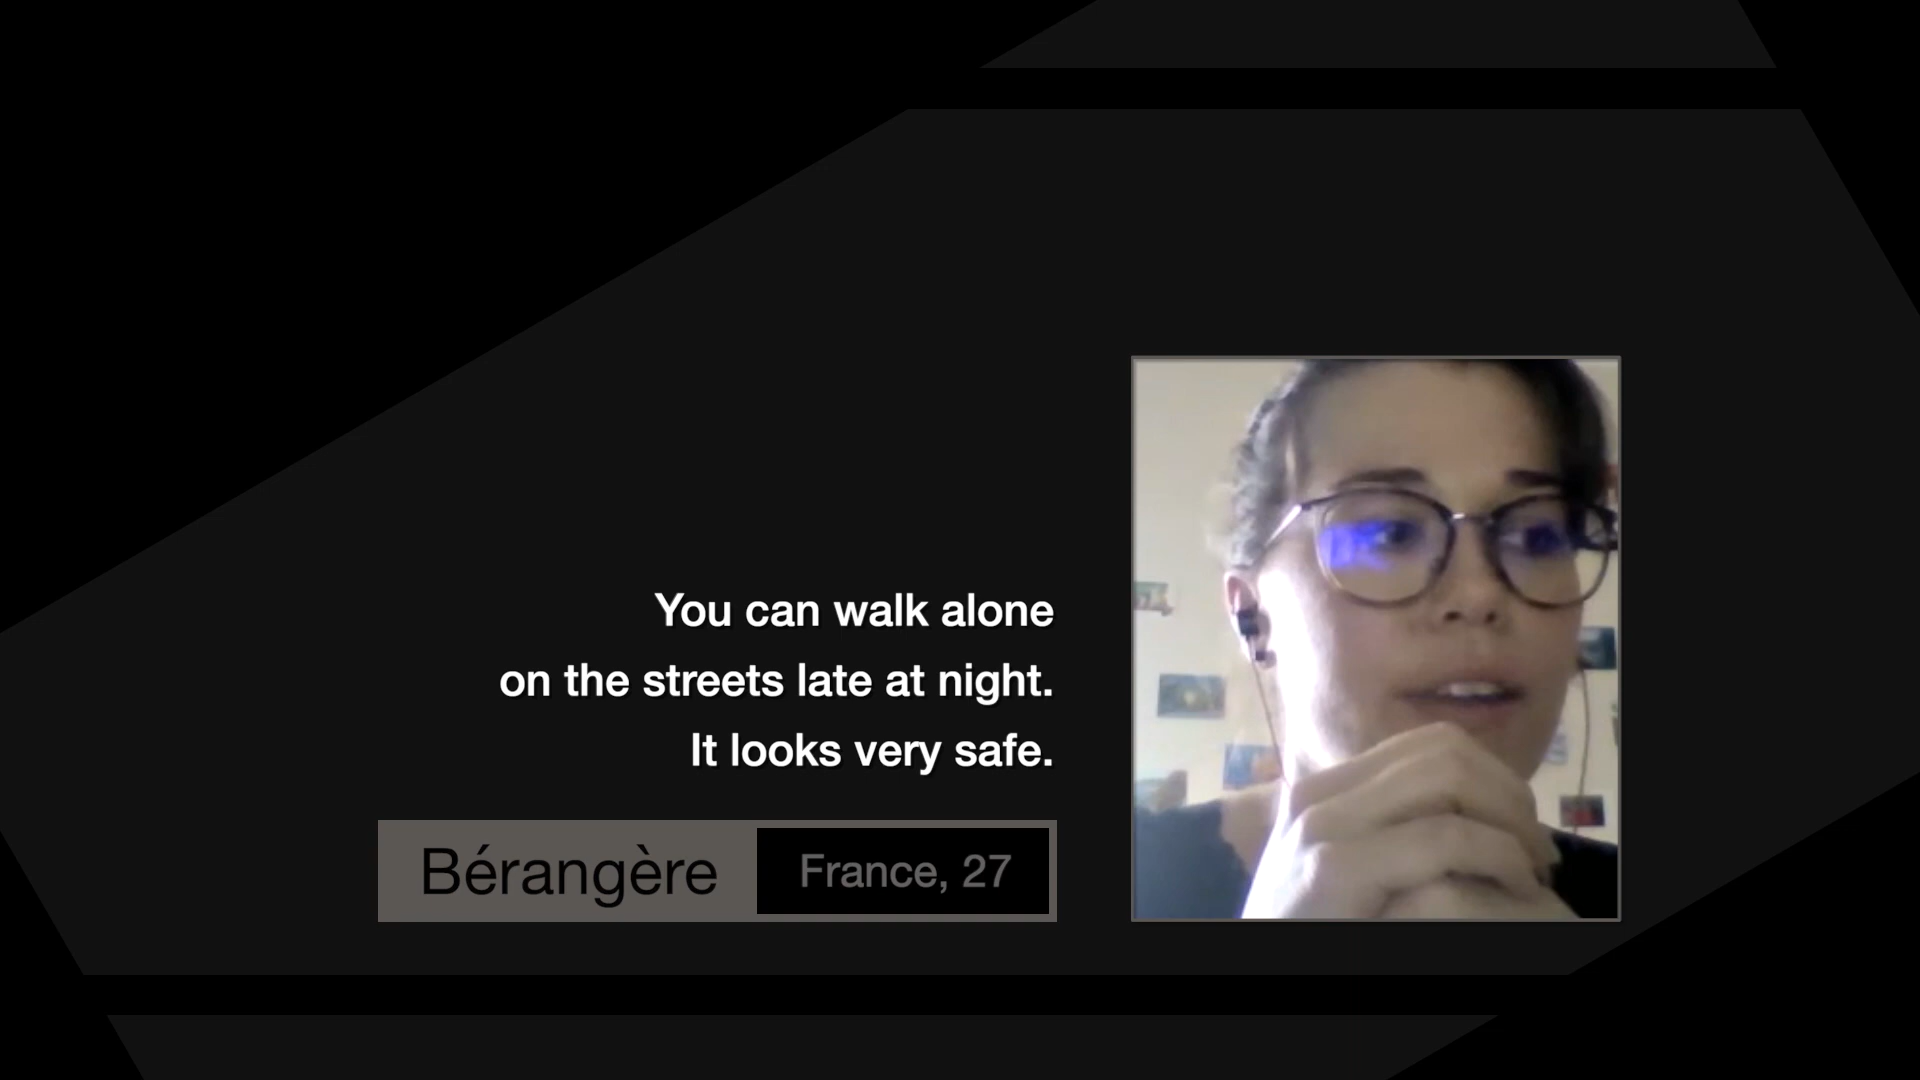 You can walk alone
on the streets late at night.
It looks very safe.
Bérangère
France, 27